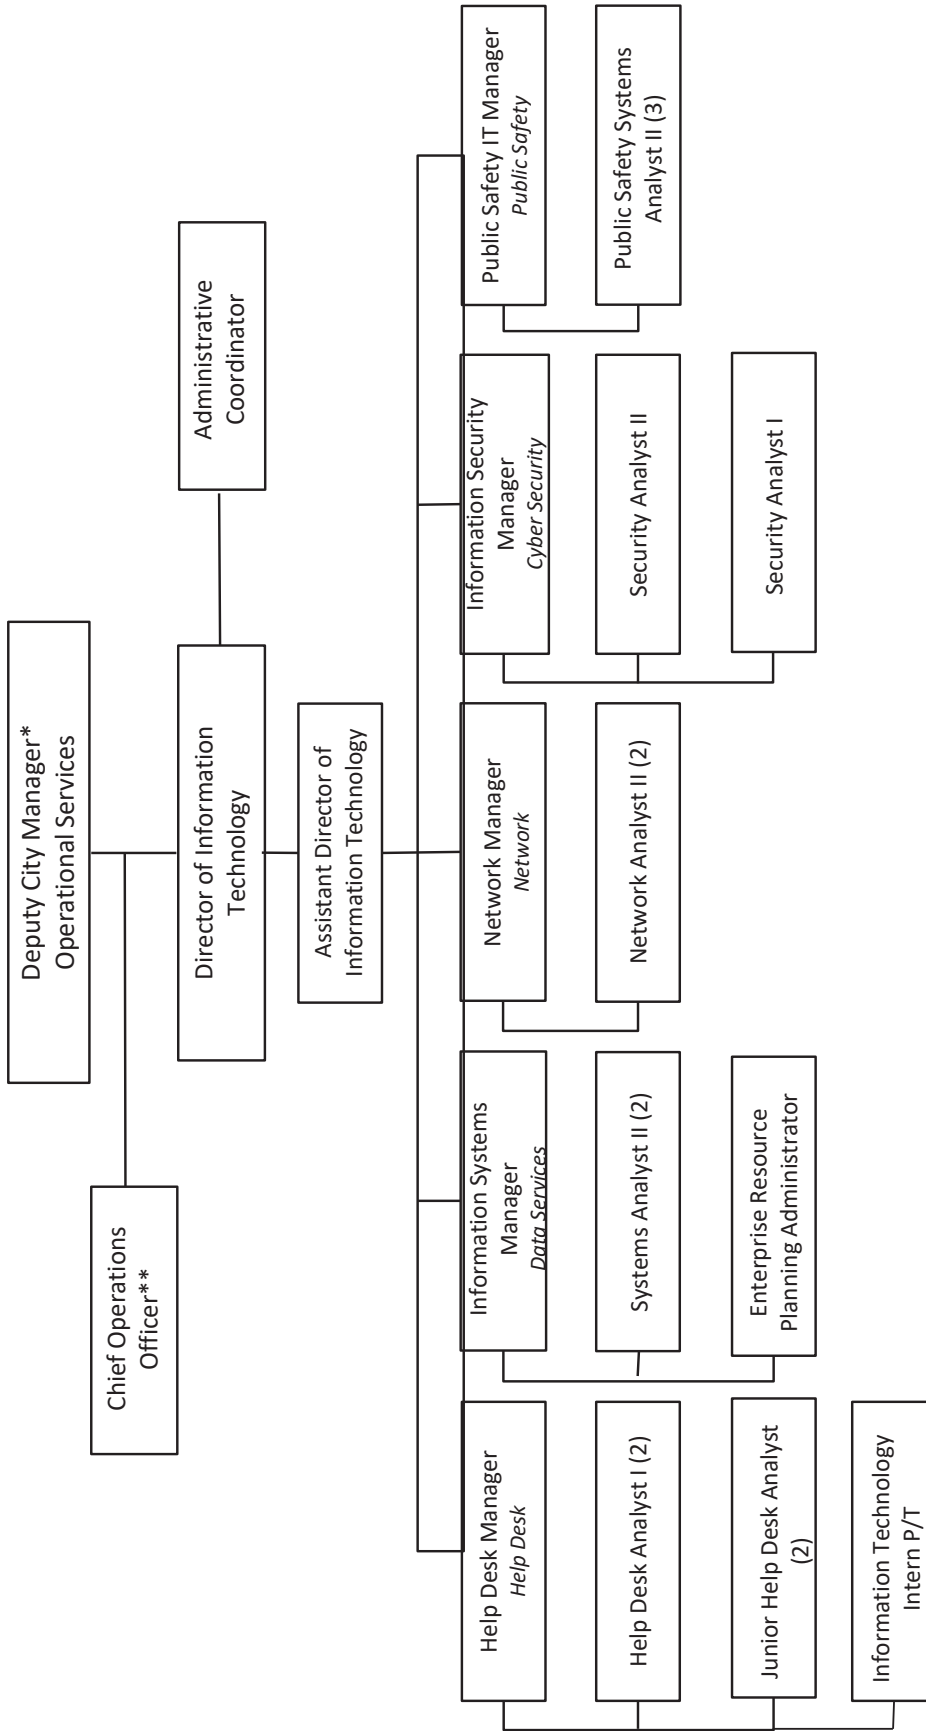 Deputy City Manager*
Operational Services
Chief Operations
Officer**
Director of Information
Technology
Administrative
Coordinator
Assistant Director of
Information Technology
Help Desk Manager
Help Desk
Help Desk Analyst I (2)
Junior Help Desk Analyst
(2)
Information Technology
Intern P/T
Information Systems
Manager
Data Services
Systems Analyst II (2)
Enterprise Resource
Planning Administrator
Network Manager
Network
Network Analyst II (2)
Information Security
Manager
Cyber Security
Security Analyst II
Security Analyst I
Public Safety IT Manager
Public Safety
Public Safety Systems
Analyst II (3)